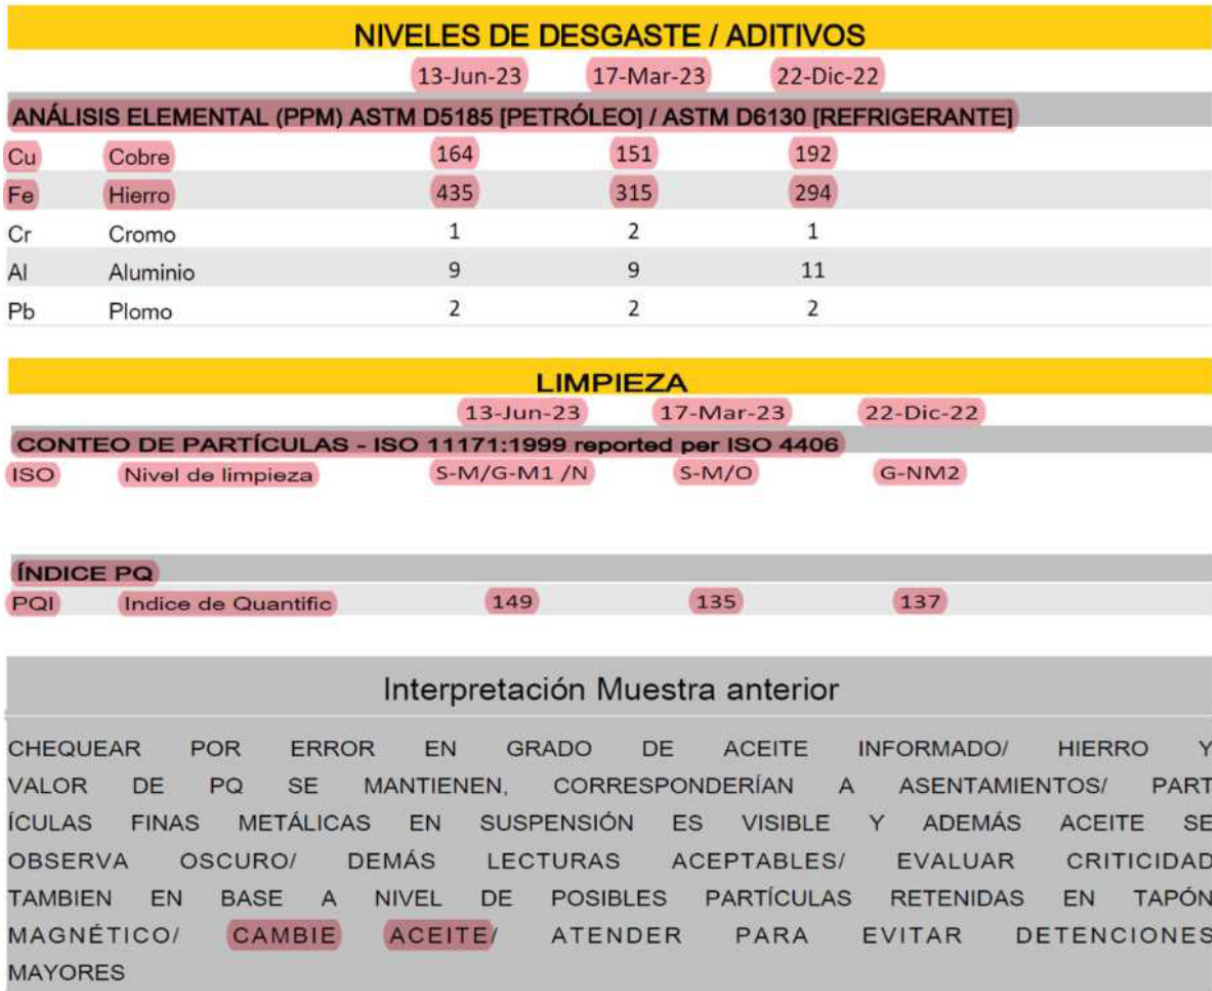 NIVELES DE DESGASTE / ADITIVOS
13-Jun-23 17-Mar-23 22-Dic-22
ANÁLISIS ELEMENTAL (PPM) ASTM D5185 [PETRÓLEO] / ASTM D6130 [REFRIGERANTE]
Cu Cobre 164 151 192
Fe Hierro 435 315 294
Cr Cromo 1 2 1
Al Aluminio 9 9 11
Pb Plomo 2 2 2
LIMPIEZA
13-Jun-23 17-Mar-23 22-Dic-22
CONTEO DE PARTÍCULAS - ISO 11171:1999 reported per ISO 4406
ISO Nivel de limpieza S-M/G-M1 /N S-M/O G-NM2
ÍNDICE PQ
PQI Indice de Quantific 149 135 137
Interpretación Muestra anterior
CHEQUEAR POR ERROR EN GRADO DE ACEITE INFORMADO/ HIERRO Y
VALOR DE PQ SE MANTIENEN, CORRESPONDERÍAN A ASENTAMIENTOS/ PART
ÍCULAS FINAS METÁLICAS EN SUSPENSIÓN ES VISIBLE Y ADEMÁS ACEITE SE
OBSERVA OSCURO/ DEMÁS LECTURAS ACEPTABLES/ EVALUAR CRITICIDAD
TAMBIEN EN BASE A NIVEL DE POSIBLES PARTÍCULAS RETENIDAS EN TAPÓN
MAGNÉTICO/ CAMBIE ACEITE/ ATENDER PARA EVITAR DETENCIONES
MAYORES